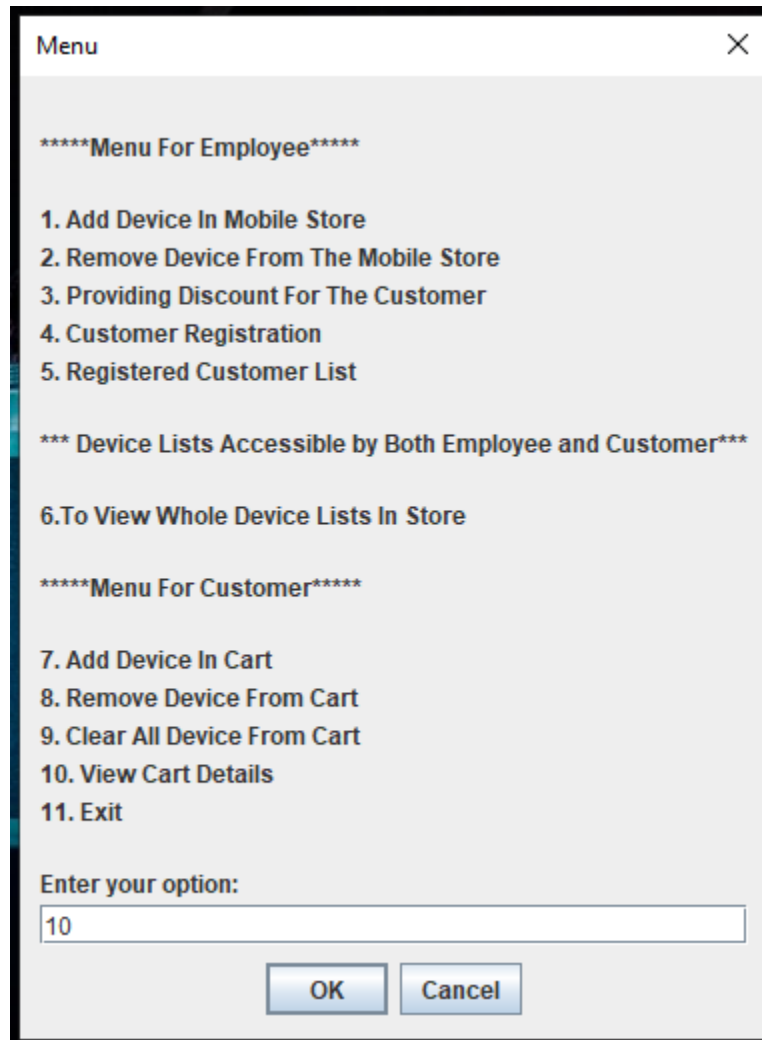 Menu
*****Menu For Employee*****
1. Add Device In Mobile Store
2. Remove Device From The Mobile Store
3. Providing Discount For The Customer
4. Customer Registration
5. Registered Customer List
*** Device Lists Accessible by Both Employee and Customer***
6.To View Whole Device Lists In Store
*****Menu For Customer*****
7. Add Device In Cart
8. Remove Device From Cart
9. Clear All Device From Cart
10. View Cart Details
11. Exit
Enter your option:
10
OK Cancel